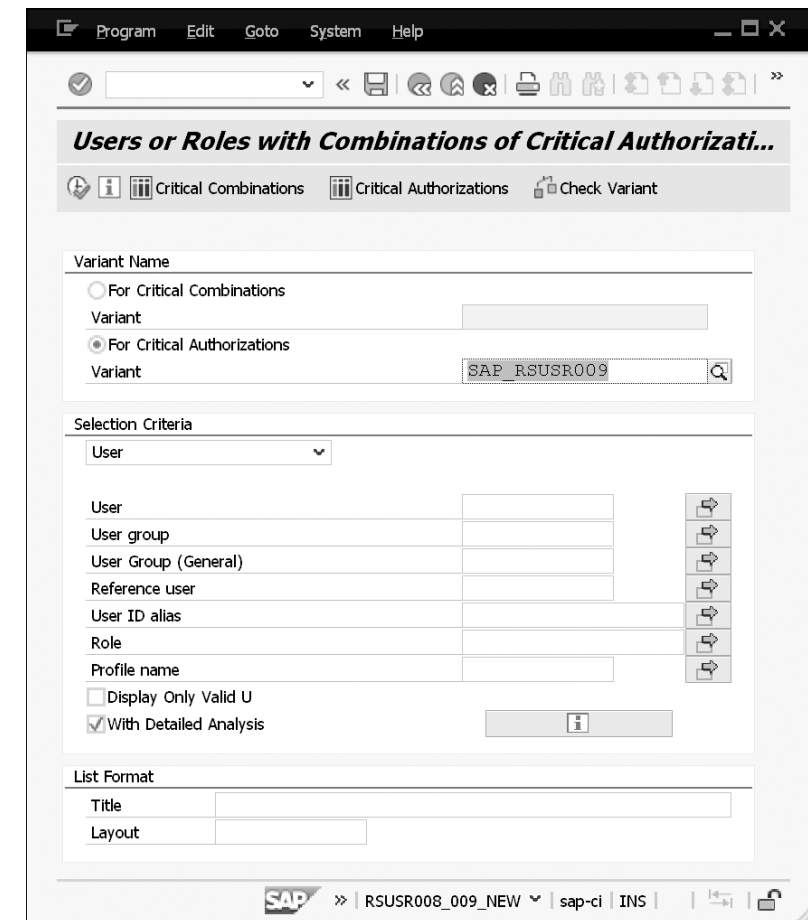 Program Edit Goto System Help
Users or Roles with Combinations of Critical Authorizati...
Critical Combinations Critical Authorizations Check Variant
Variant Name
For Critical Combinations
Variant
For Critical Authorizations
Variant SAP_RSUSR009
Selection Criteria
User
User
User group
User Group (General)
Reference user
User ID alias
Role
Profile name
Display Only Valid U
With Detailed Analysis
List Format
Title
Layout
SAP RSUSR008_009_NEW sap-ci INS